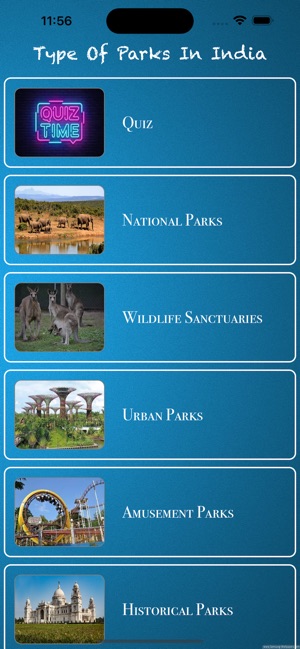 11:56
Type Of Parks In India
QUIZ
TIME
Quiz
National Parks
Wildlife Sanctuaries
Urban Parks
Amusement Parks
Historical Parks